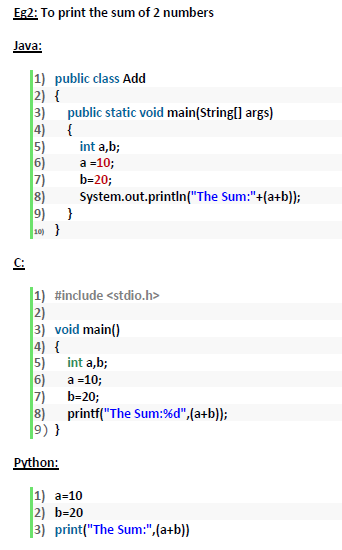 Eg2: To print the sum of 2 numbers
Java:
1) public class Add
2) {
3) public static void main(String[] args)
4) {
5) int a,b;
6) a =10;
7) b=20;
8) System.out.println("The Sum:"+(a+b));
9) }
10) }
C:
1) #include <stdio.h>
2)
3) void main()
4) {
5) int a,b;
6) a =10;
7) b=20;
8) printf("The Sum:%d",(a+b));
9) }
Python:
1) a=10
2) b=20
3) print("The Sum:",(a+b))